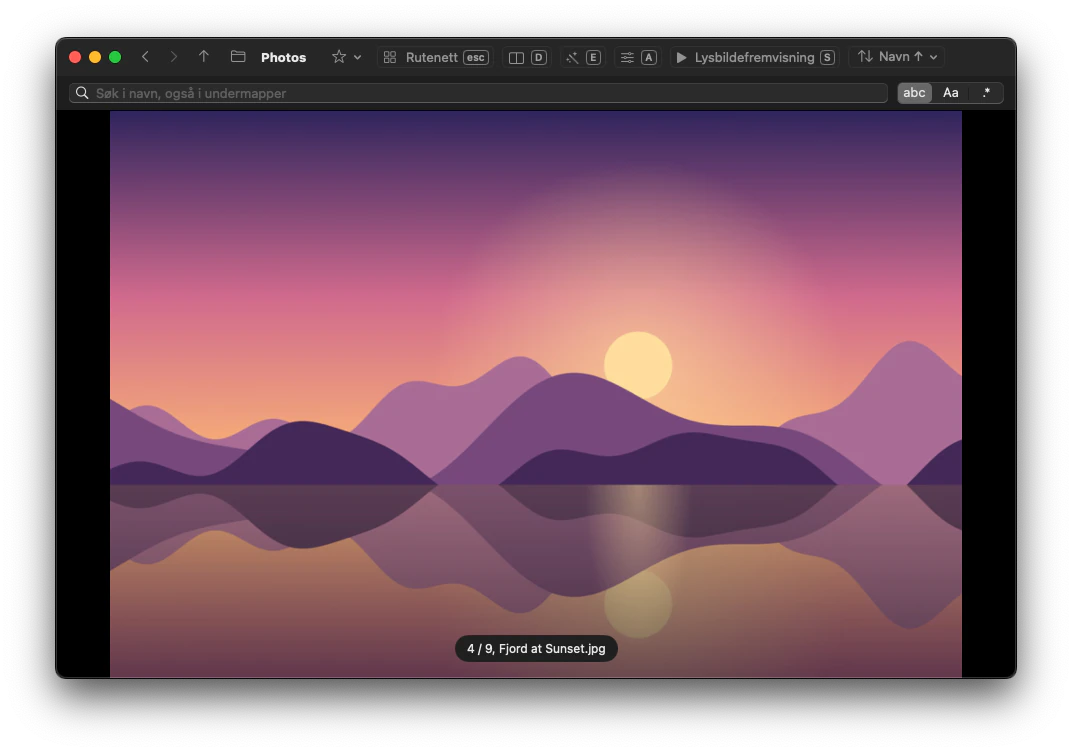 Photos
Rutenett esc
D
E
A
Lysbildefremvisning S
Navn
Søk i navn, også i undermapper
abc
Aa
.*
4 / 9, Fjord at Sunset.jpg